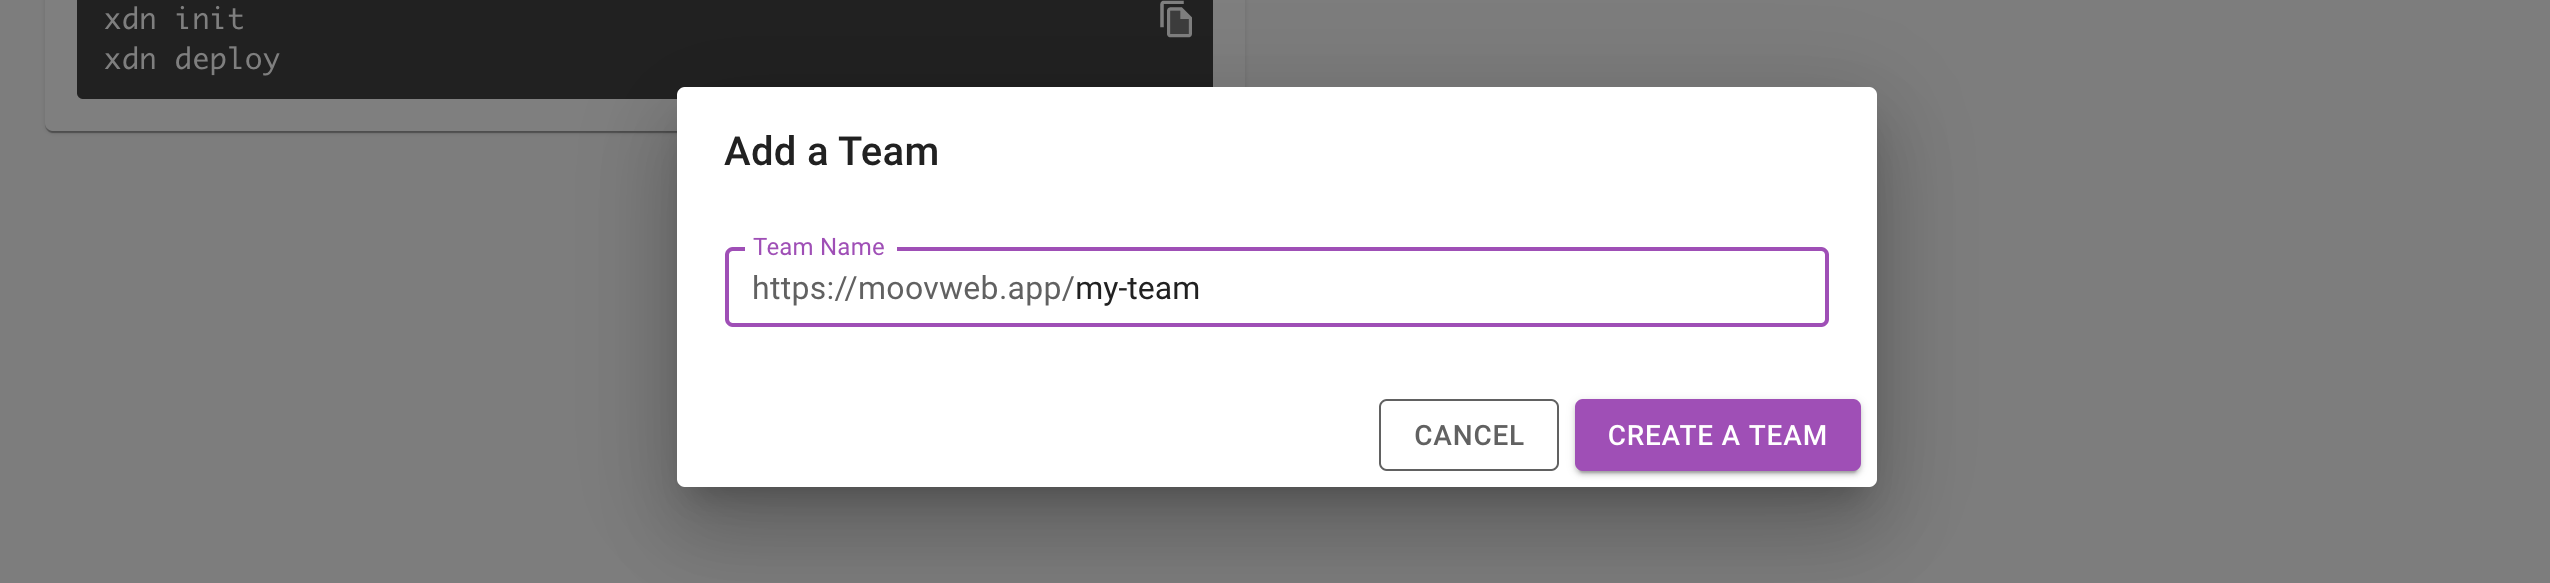 xdn init
xdn deploy
Add a Team
Team Name
https://moovweb.app/my-team
CANCEL
CREATE A TEAM